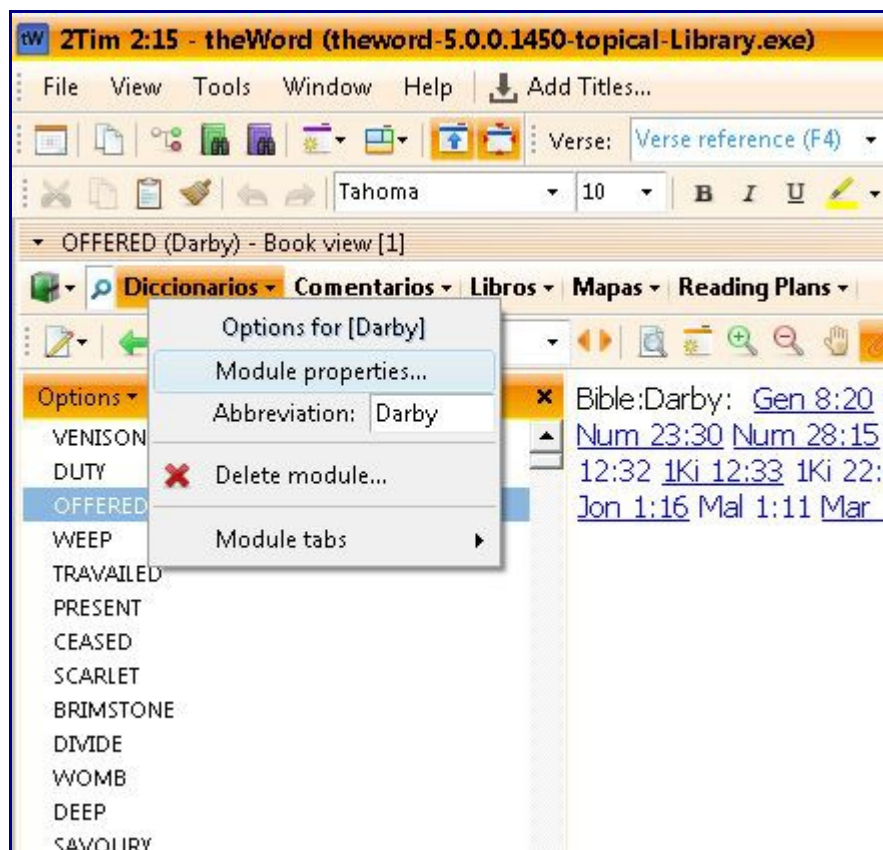 tW 2Tim 2:15 - theWord (theword-5.0.0.1450-topical-Library.exe)
File View Tools Window Help Add Titles...
Verse: Verse reference (F4)
Tahoma 10 B I U
OFFERED (Darby) - Book view [1]
Diccionarios Comentarios Libros Mapas Reading Plans
Options for [Darby]
Module properties...
Abbreviation: Darby
Delete module...
Module tabs
Options
VENISON
DUTY
OFFERED
WEEP
TRAVAILED
PRESENT
CEASED
SCARLET
BRIMSTONE
DIVIDE
WOMB
DEEP
SAVOURY
Bible:Darby: Gen 8:20
Num 23:30 Num 28:15
12:32 1Ki 12:33 1Ki 22:
Jon 1:16 Mal 1:11 Mar